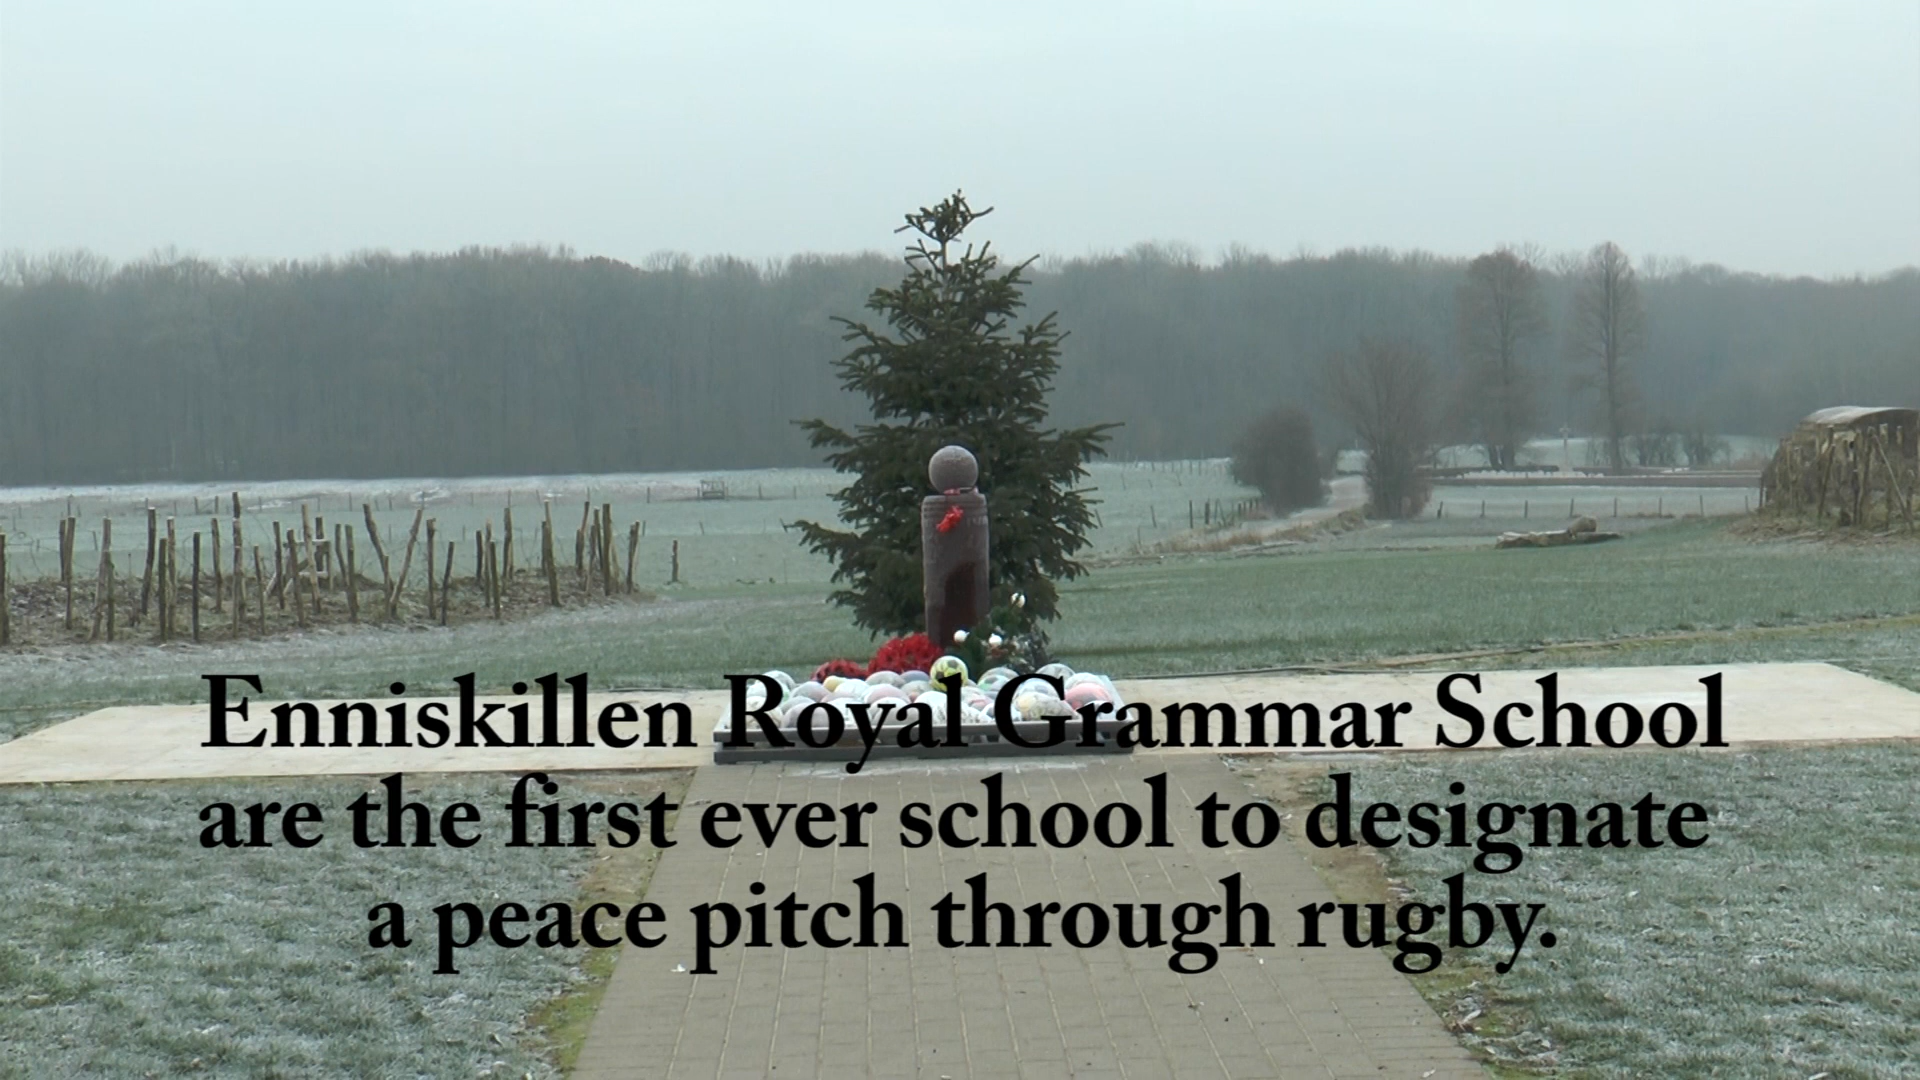 Enniskillen Royal Grammar School
are the first ever school to designate
a peace pitch through rugby.